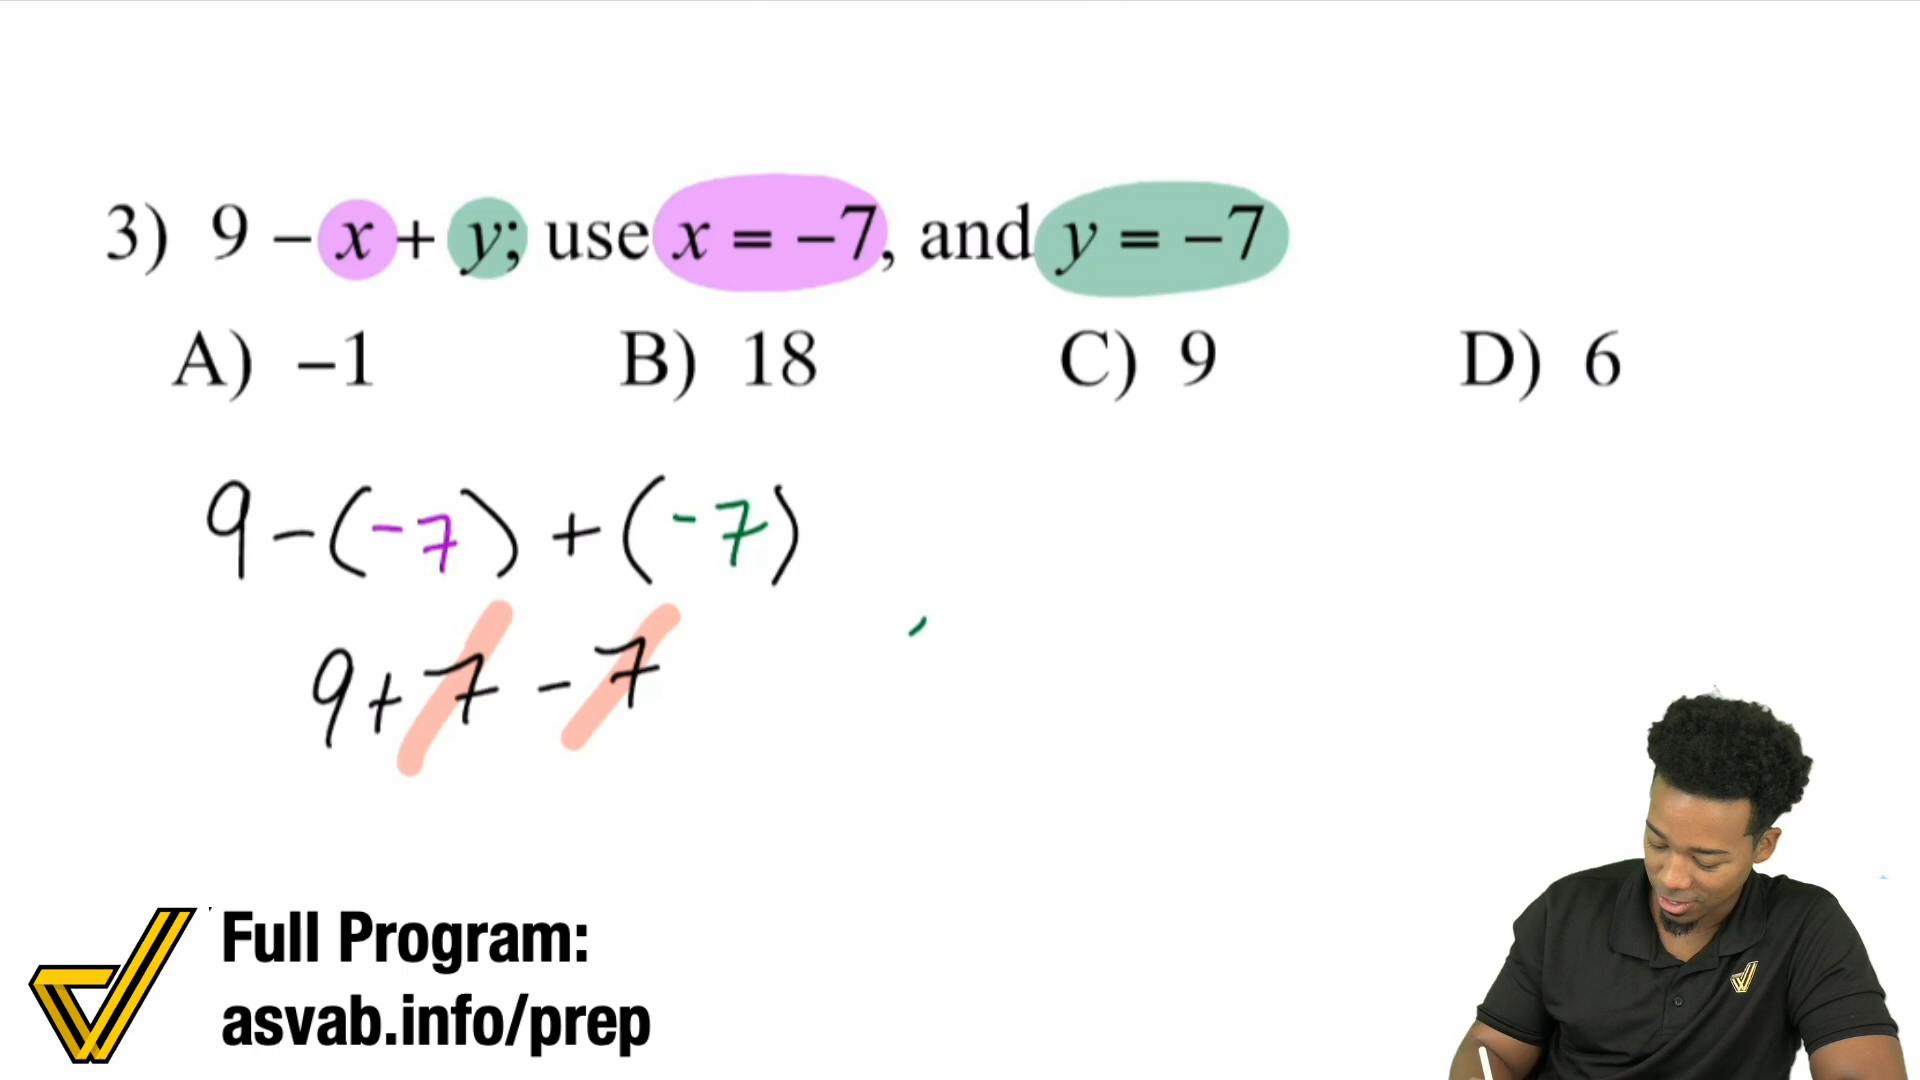 3) 9 − x + y; use x = −7, and y = −7
A) −1 B) 18 C) 9 D) 6
9 - (-7) + (-7)
9 + 7 - 7
Full Program:
asvab.info/prep